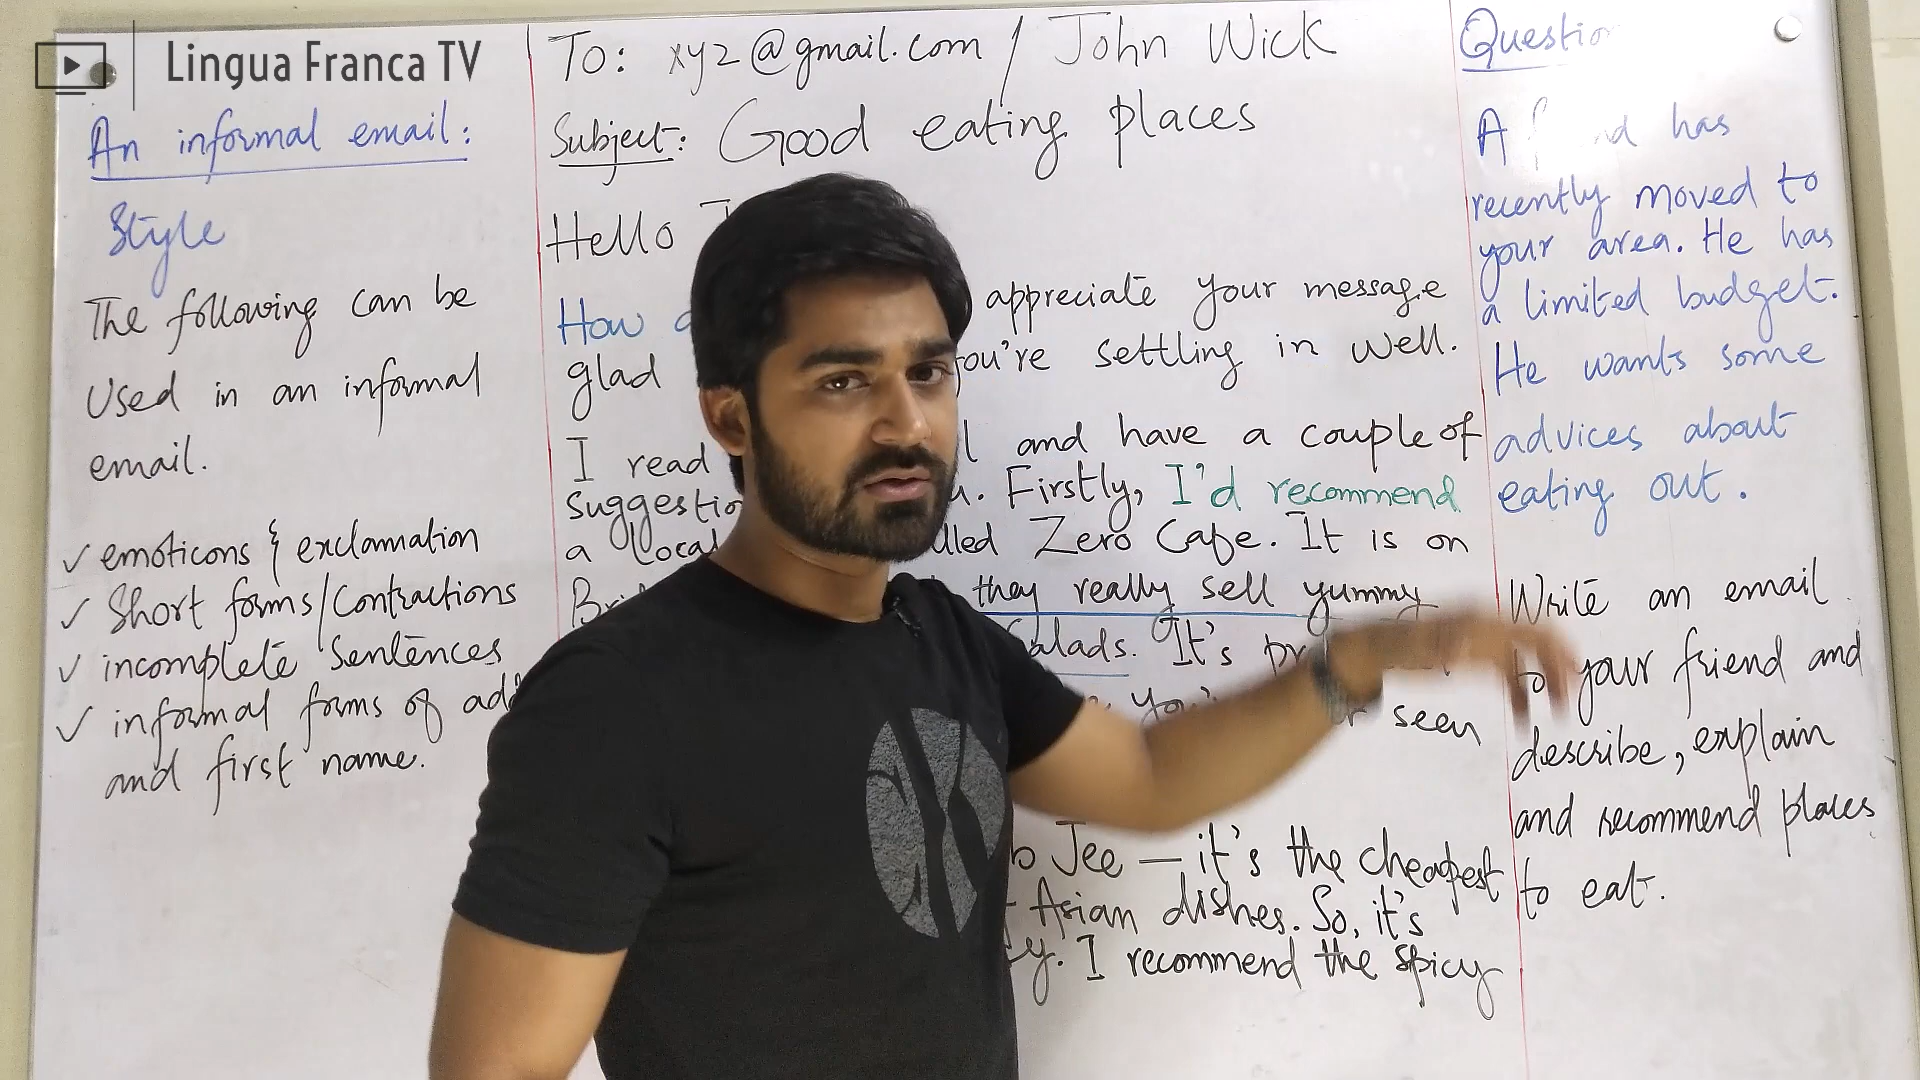 Lingua Franca TV
An informal email:
Style
The following can be
Used in an informal
email.
✓ emoticons & exclamation
✓ Short forms/Contractions
✓ incomplete Sentences
✓ informal forms of
and first name.
To: xyz@gmail.com / John Wick
Subject: Good eating places
Hello
How appreciate your message
glad you're settling in well.
I read and have a couple of
Firstly, I'd recommend
a local Zero Cafe. It is on
they really sell yummy
Salads. It's
seen
Jee – it's the cheapest
Asian dishes. So, it's
I recommend the spicy
Question
A has
recently moved to
your area. He has
a limited budget.
He wants some
advices about
eating out.
Write an email
to your friend and
describe, explain
and recommend places
to eat.